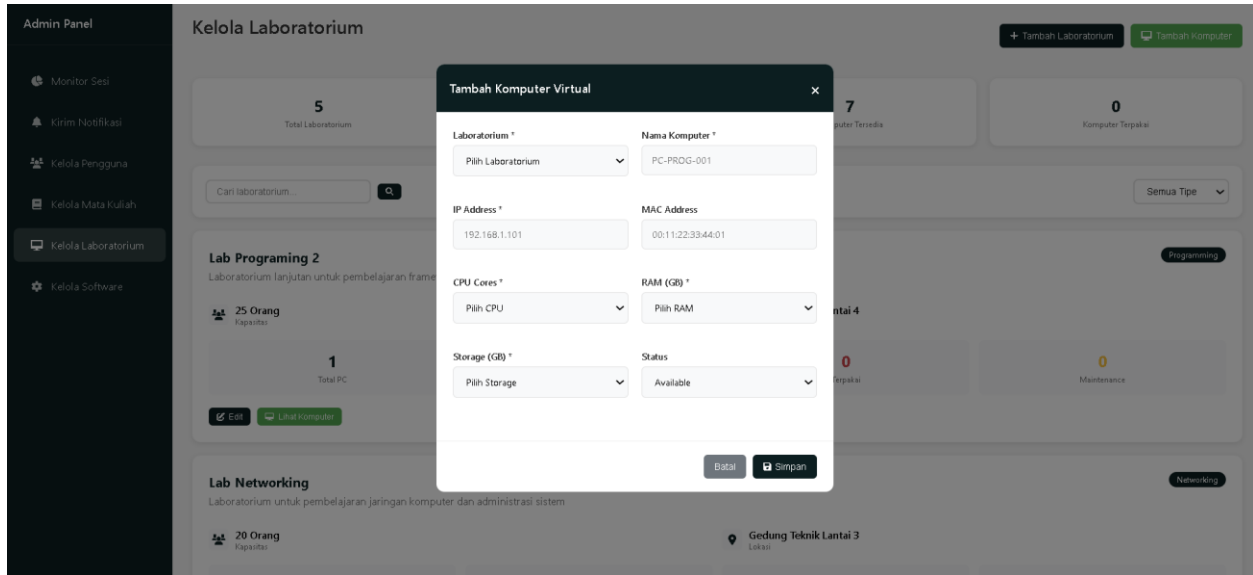 Admin Panel
Kelola Laboratorium
+ Tambah Laboratorium
Tambah Komputer
Monitor Sesi
Kirim Notifikasi
Kelola Pengguna
Kelola Mata Kuliah
Kelola Laboratorium
Kelola Software
5
Total Laboratorium
7
puter Tersedia
0
Komputer Terpakai
Cari laboratorium...
Semua Tipe
Tambah Komputer Virtual
×
Laboratorium *
Nama Komputer *
Pilih Laboratorium
PC-PROG-001
IP Address *
MAC Address
192.168.1.101
00:11:22:33:44:01
CPU Cores *
RAM (GB) *
Pilih CPU
Pilih RAM
Storage (GB) *
Status
Pilih Storage
Available
Batal
Simpan
Lab Programing 2
Programming
Laboratorium lanjutan untuk pembelajaran frame
25 Orang
Kapasitas
ntai 4
1
Total PC
0
Terpakai
0
Maintenance
Edit
Lihat Komputer
Lab Networking
Networking
Laboratorium untuk pembelajaran jaringan komputer dan administrasi sistem
20 Orang
Kapasitas
Gedung Teknik Lantai 3
Lokasi